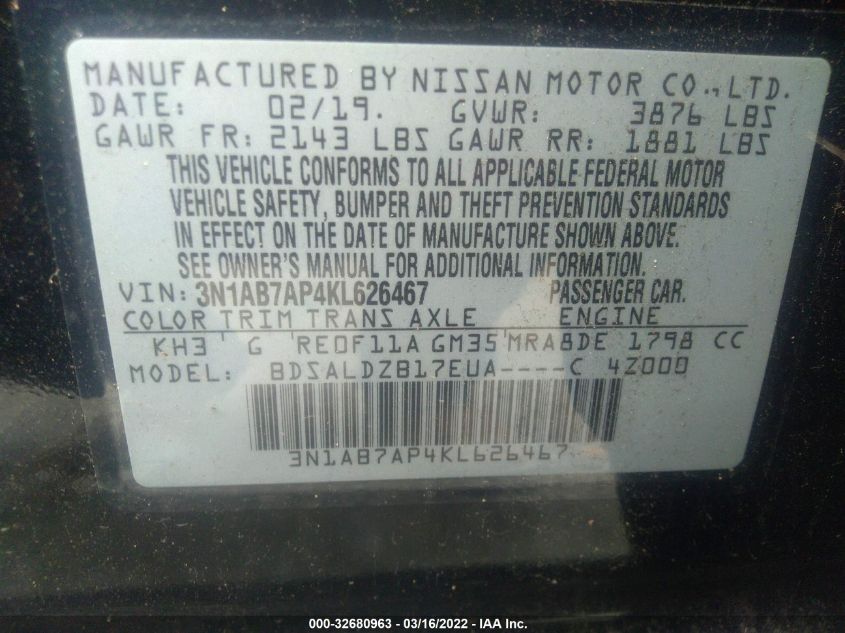 MANUFACTURED BY NISSAN MOTOR CO., LTD.
DATE: 02/19. GVWR: 3876 LBS
GAWR FR: 2143 LBS GAWR RR: 1881 LBS
THIS VEHICLE CONFORMS TO ALL APPLICABLE FEDERAL MOTOR
VEHICLE SAFETY, BUMPER AND THEFT PREVENTION STANDARDS
IN EFFECT ON THE DATE OF MANUFACTURE SHOWN ABOVE.
SEE OWNER'S MANUAL FOR ADDITIONAL INFORMATION.
VIN: 3N1AB7AP4KL626467 PASSENGER CAR.
COLOR TRIM TRANS AXLE ENGINE
KH3 G RE0F11A GM35 MRA8DE 1798 CC
MODEL: BDSALDZB17EUA----C 4Z000
3N1AB7AP4KL626467
000-32680963 - 03/16/2022 - IAA Inc.